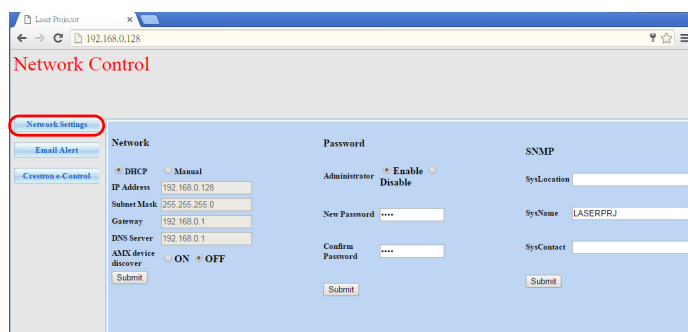 Laser Projector
192.168.0.128
Network Control
Network Settings
Email Alert
Crestron e-Control
Network
DHCP Manual
IP Address 192.168.0.128
Subnet Mask 255.255.255.0
Gateway 192.168.0.1
DNS Server 192.168.0.1
AMX device
discover ON OFF
Submit
Password
Administrator Enable
Disable
New Password ••••
Confirm
Password ••••
Submit
SNMP
SysLocation
SysName LASERPRJ
SysContact
Submit